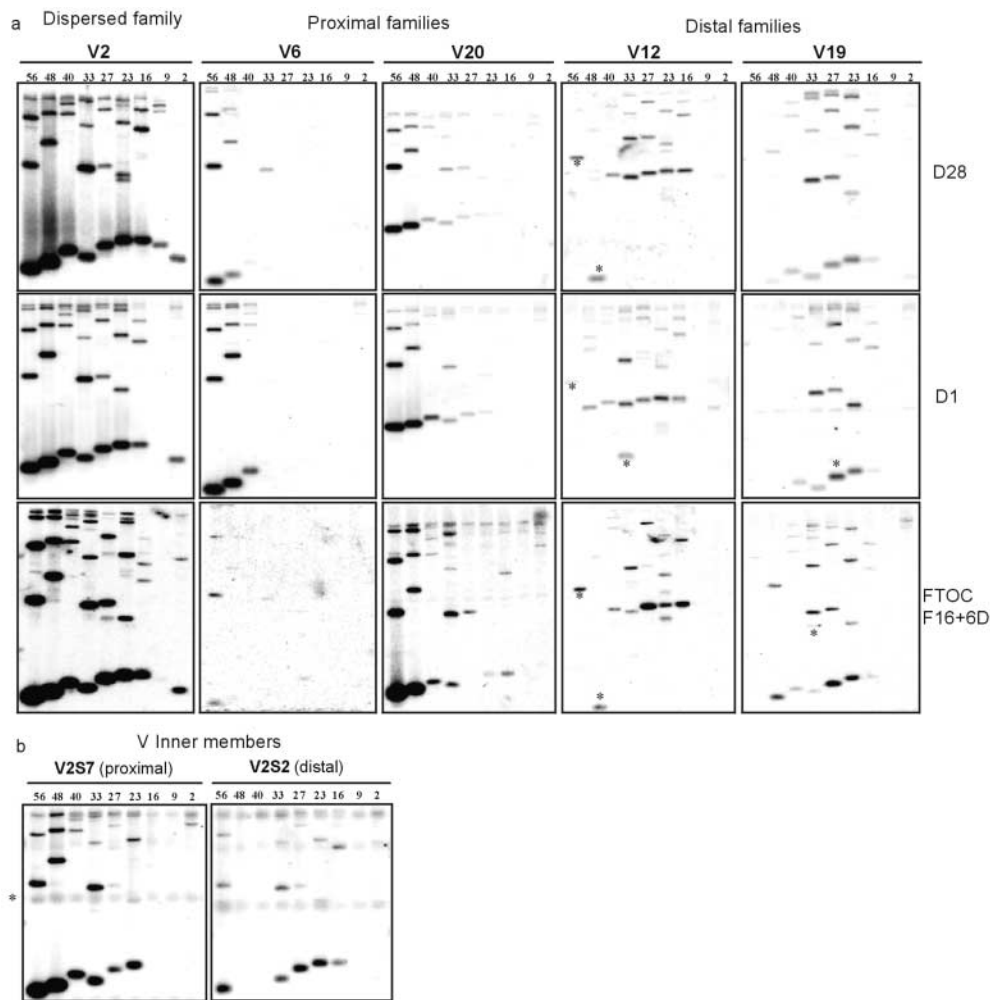 a
Dispersed family Proximal families Distal families
V2 V6 V20 V12 V19
56 48 40 33 27 23 16 9 2 56 48 40 33 27 23 16 9 2 56 48 40 33 27 23 16 9 2 56 48 40 33 27 23 16 9 2 56 48 40 33 27 23 16 9 2
*
D28
*
*
D1
*
*
FTOC
F16+6D
*
*
*
b
V Inner members
V2S7 (proximal) V2S2 (distal)
56 48 40 33 27 23 16 9 2 56 48 40 33 27 23 16 9 2
*